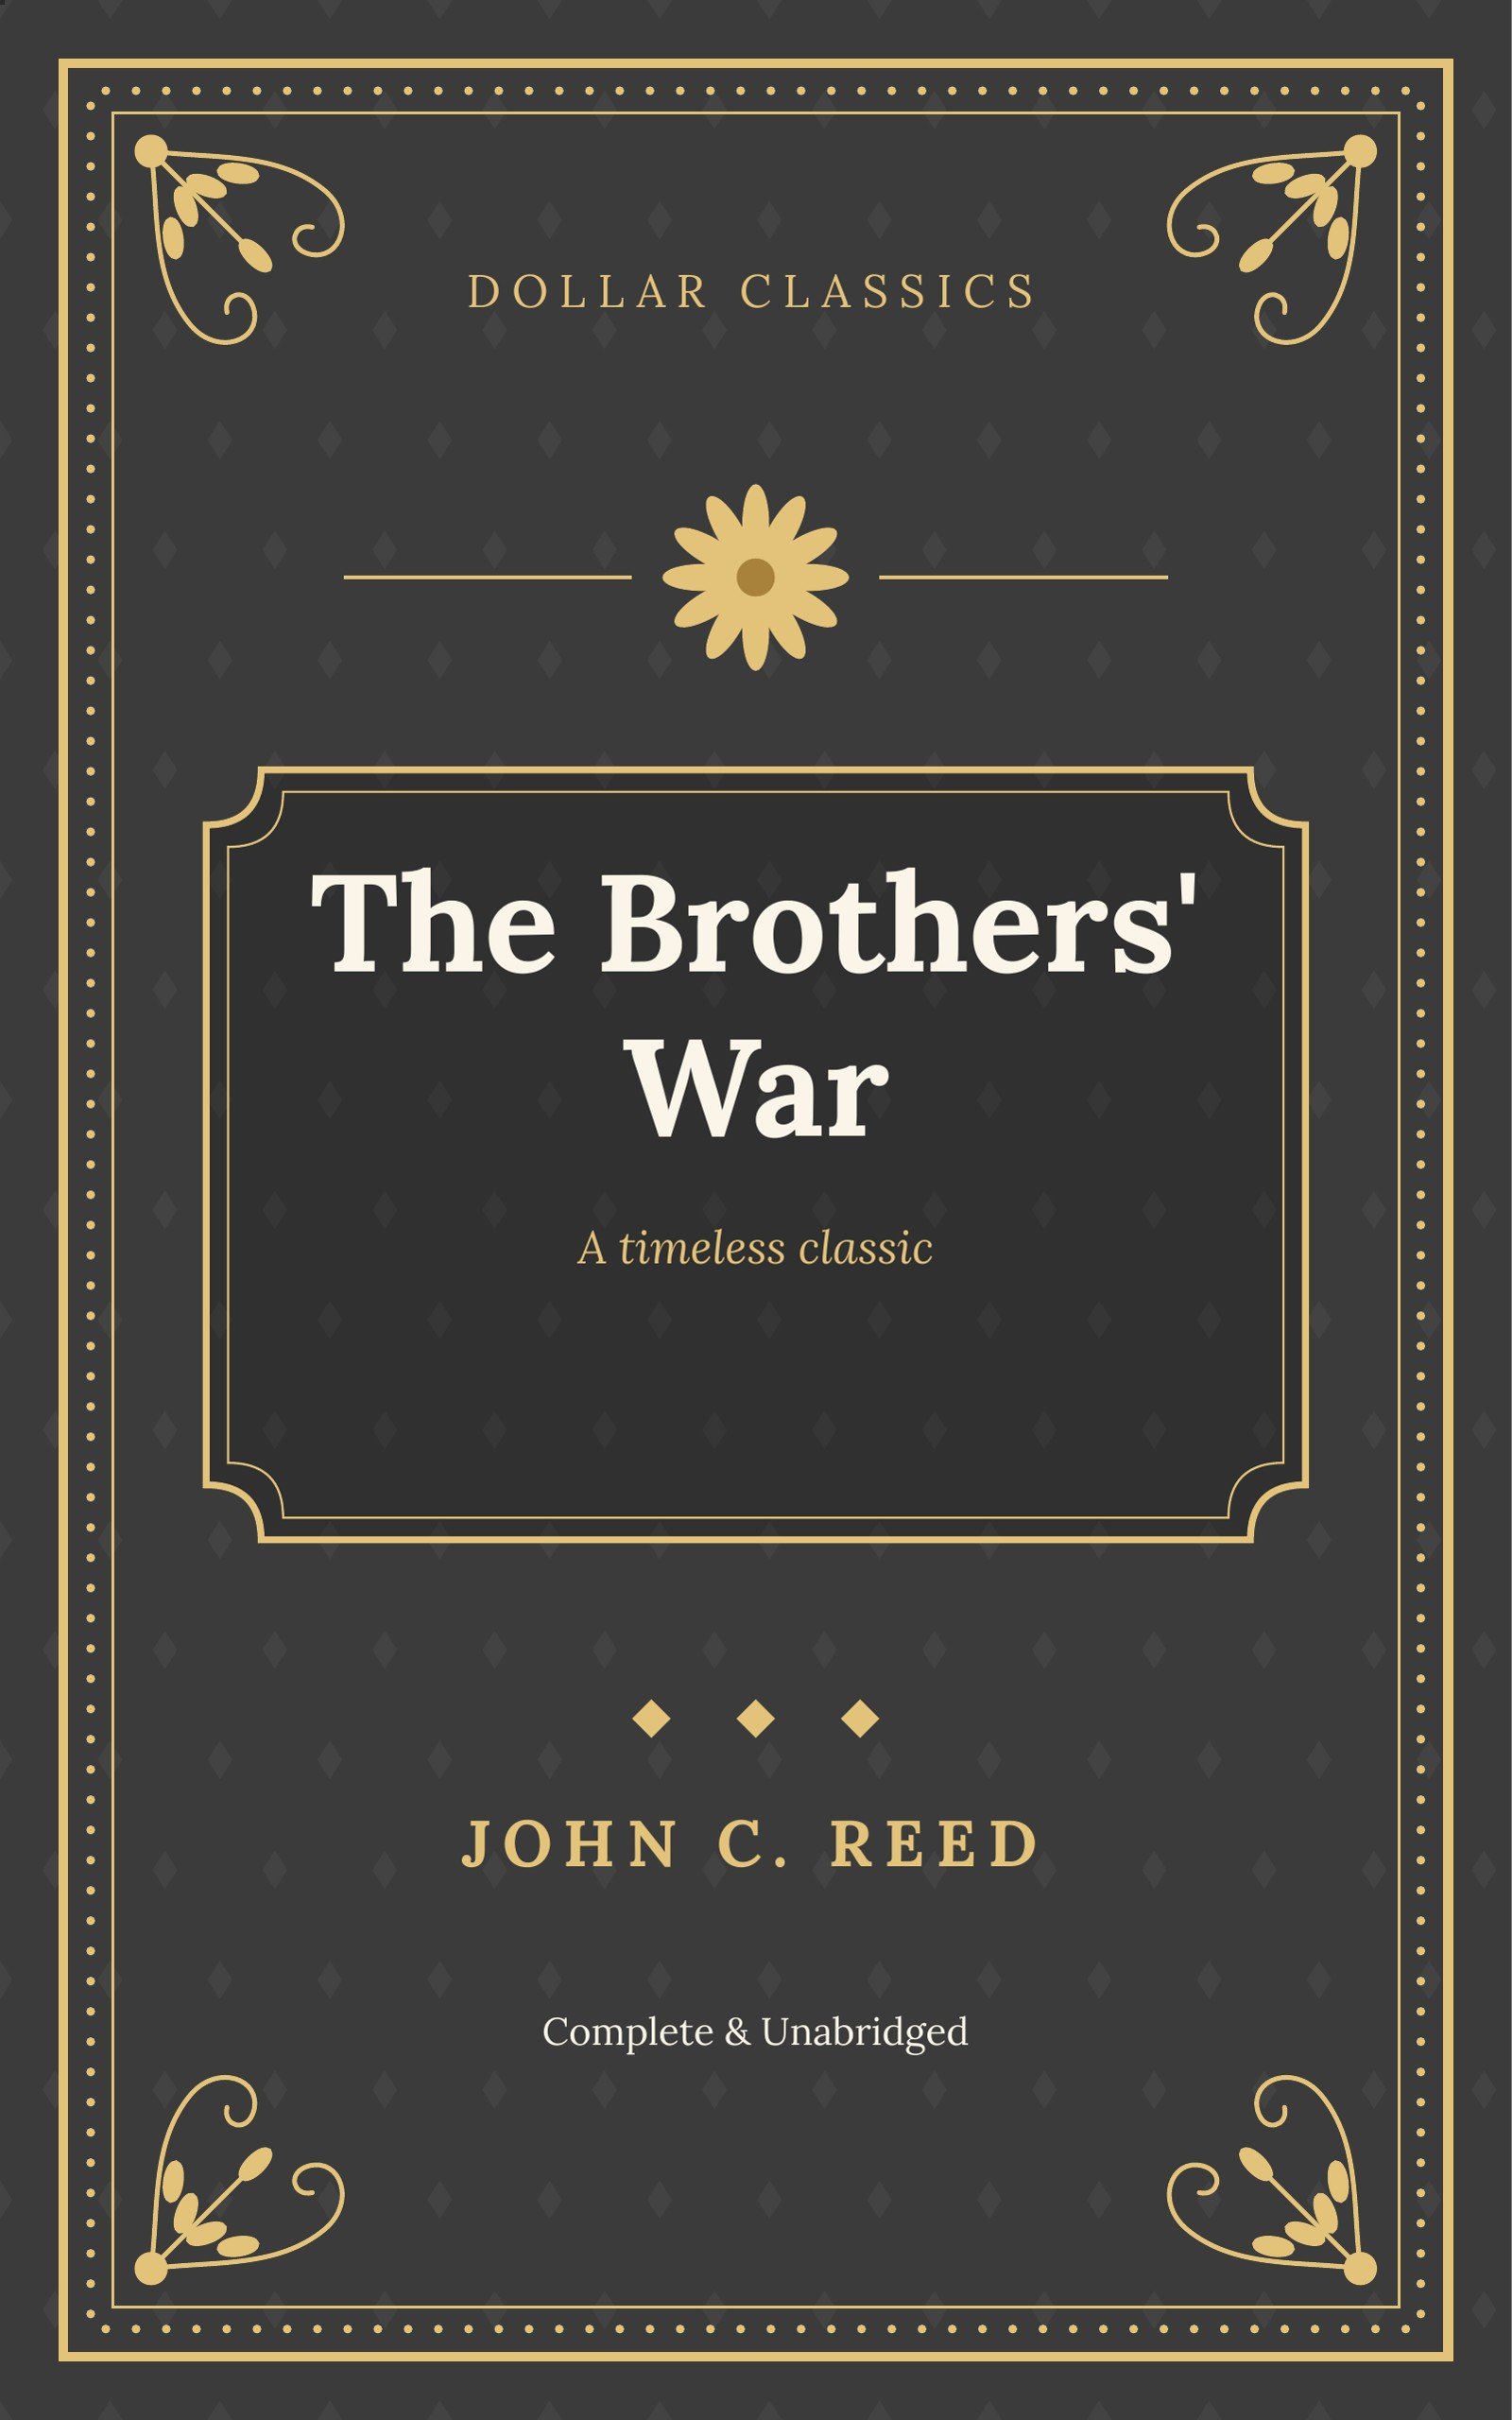 DOLLAR CLASSICS
The Brothers'
War
A timeless classic
JOHN C. REED
Complete & Unabridged